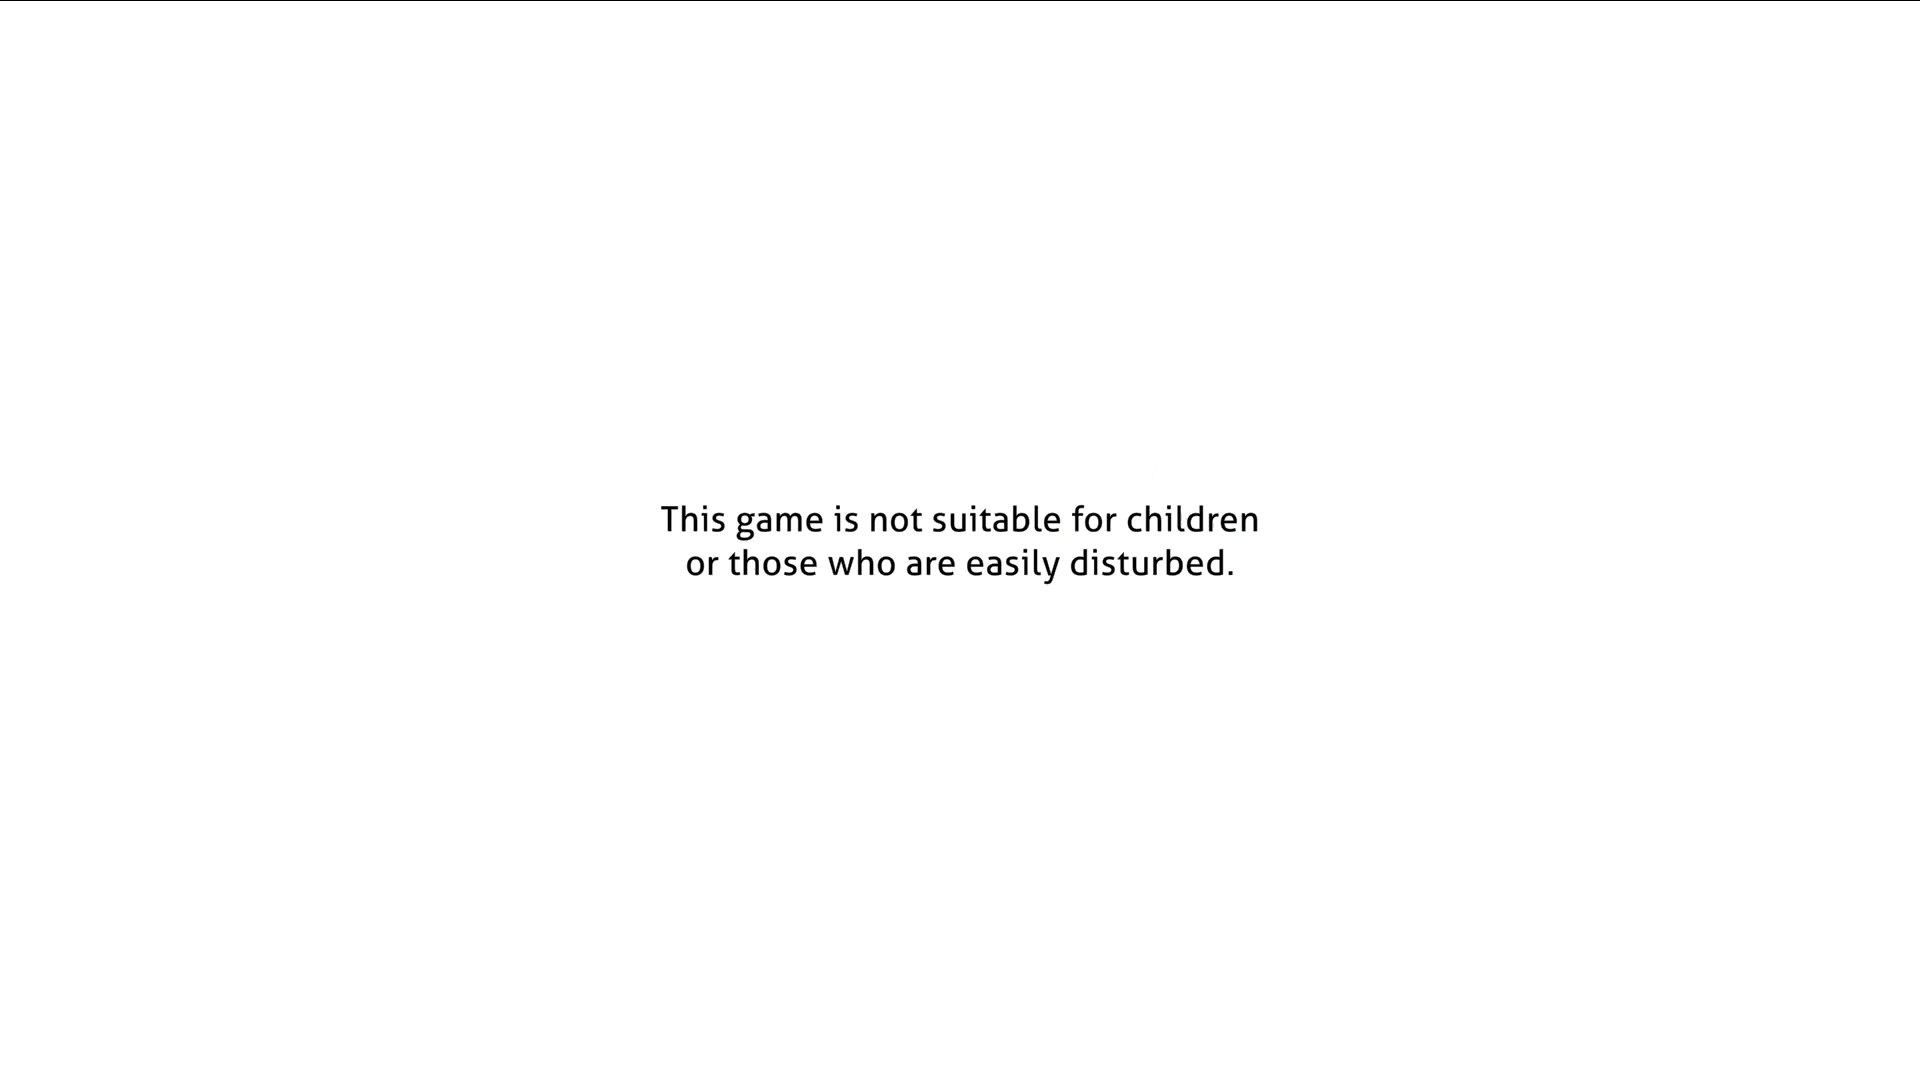 This game is not suitable for children
or those who are easily disturbed.